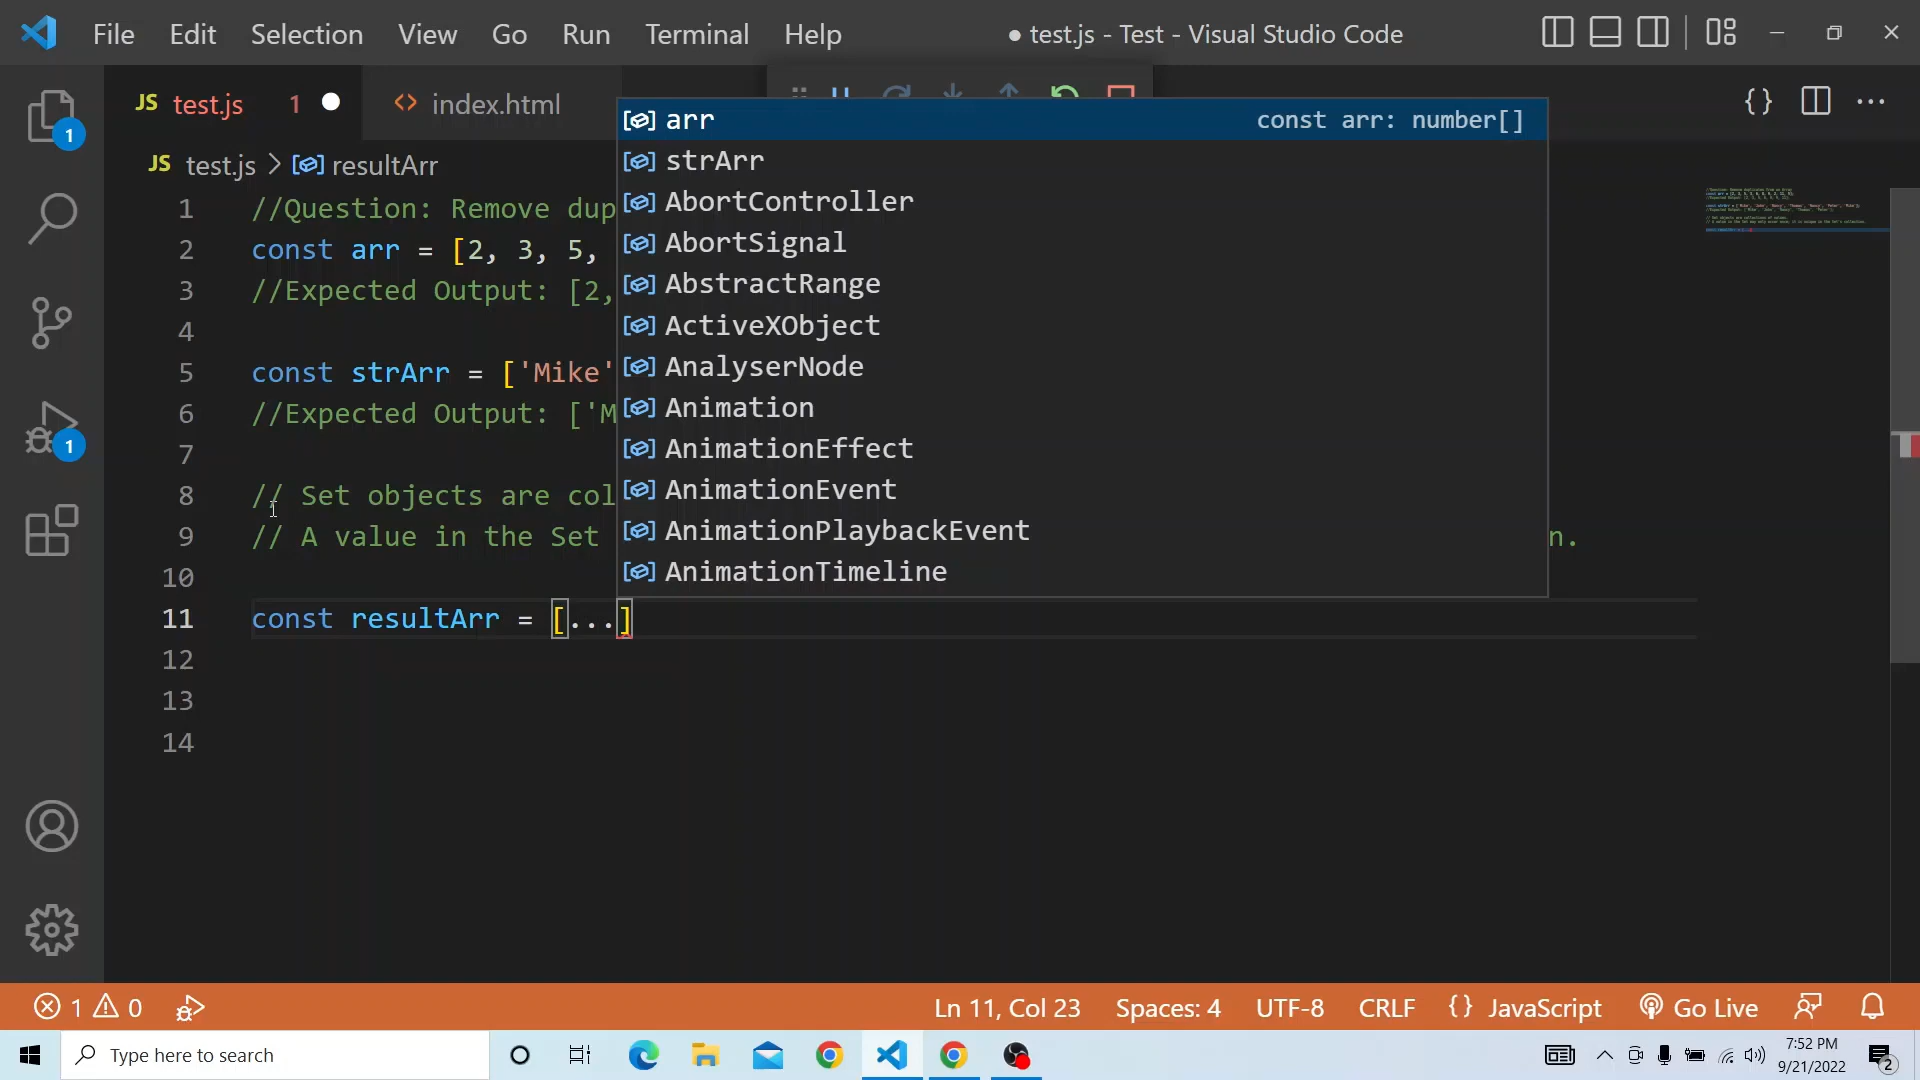 File Edit Selection View Go Run Terminal Help
● test.js - Test - Visual Studio Code
JS test.js 1 ●
<> index.html
JS test.js > resultArr
1 //Question: Remove dup
2 const arr = [2, 3, 5,
3 //Expected Output: [2,
4
5 const strArr = ['Mike'
6 //Expected Output: ['M
7
8 // Set objects are col
9 // A value in the Set n.
10
11 const resultArr = [...]
12
13
14
arr const arr: number[]
strArr
AbortController
AbortSignal
AbstractRange
ActiveXObject
AnalyserNode
Animation
AnimationEffect
AnimationEvent
AnimationPlaybackEvent
AnimationTimeline
1
1
1 0
Ln 11, Col 23 Spaces: 4 UTF-8 CRLF {} JavaScript Go Live
Type here to search
7:52 PM
9/21/2022
2